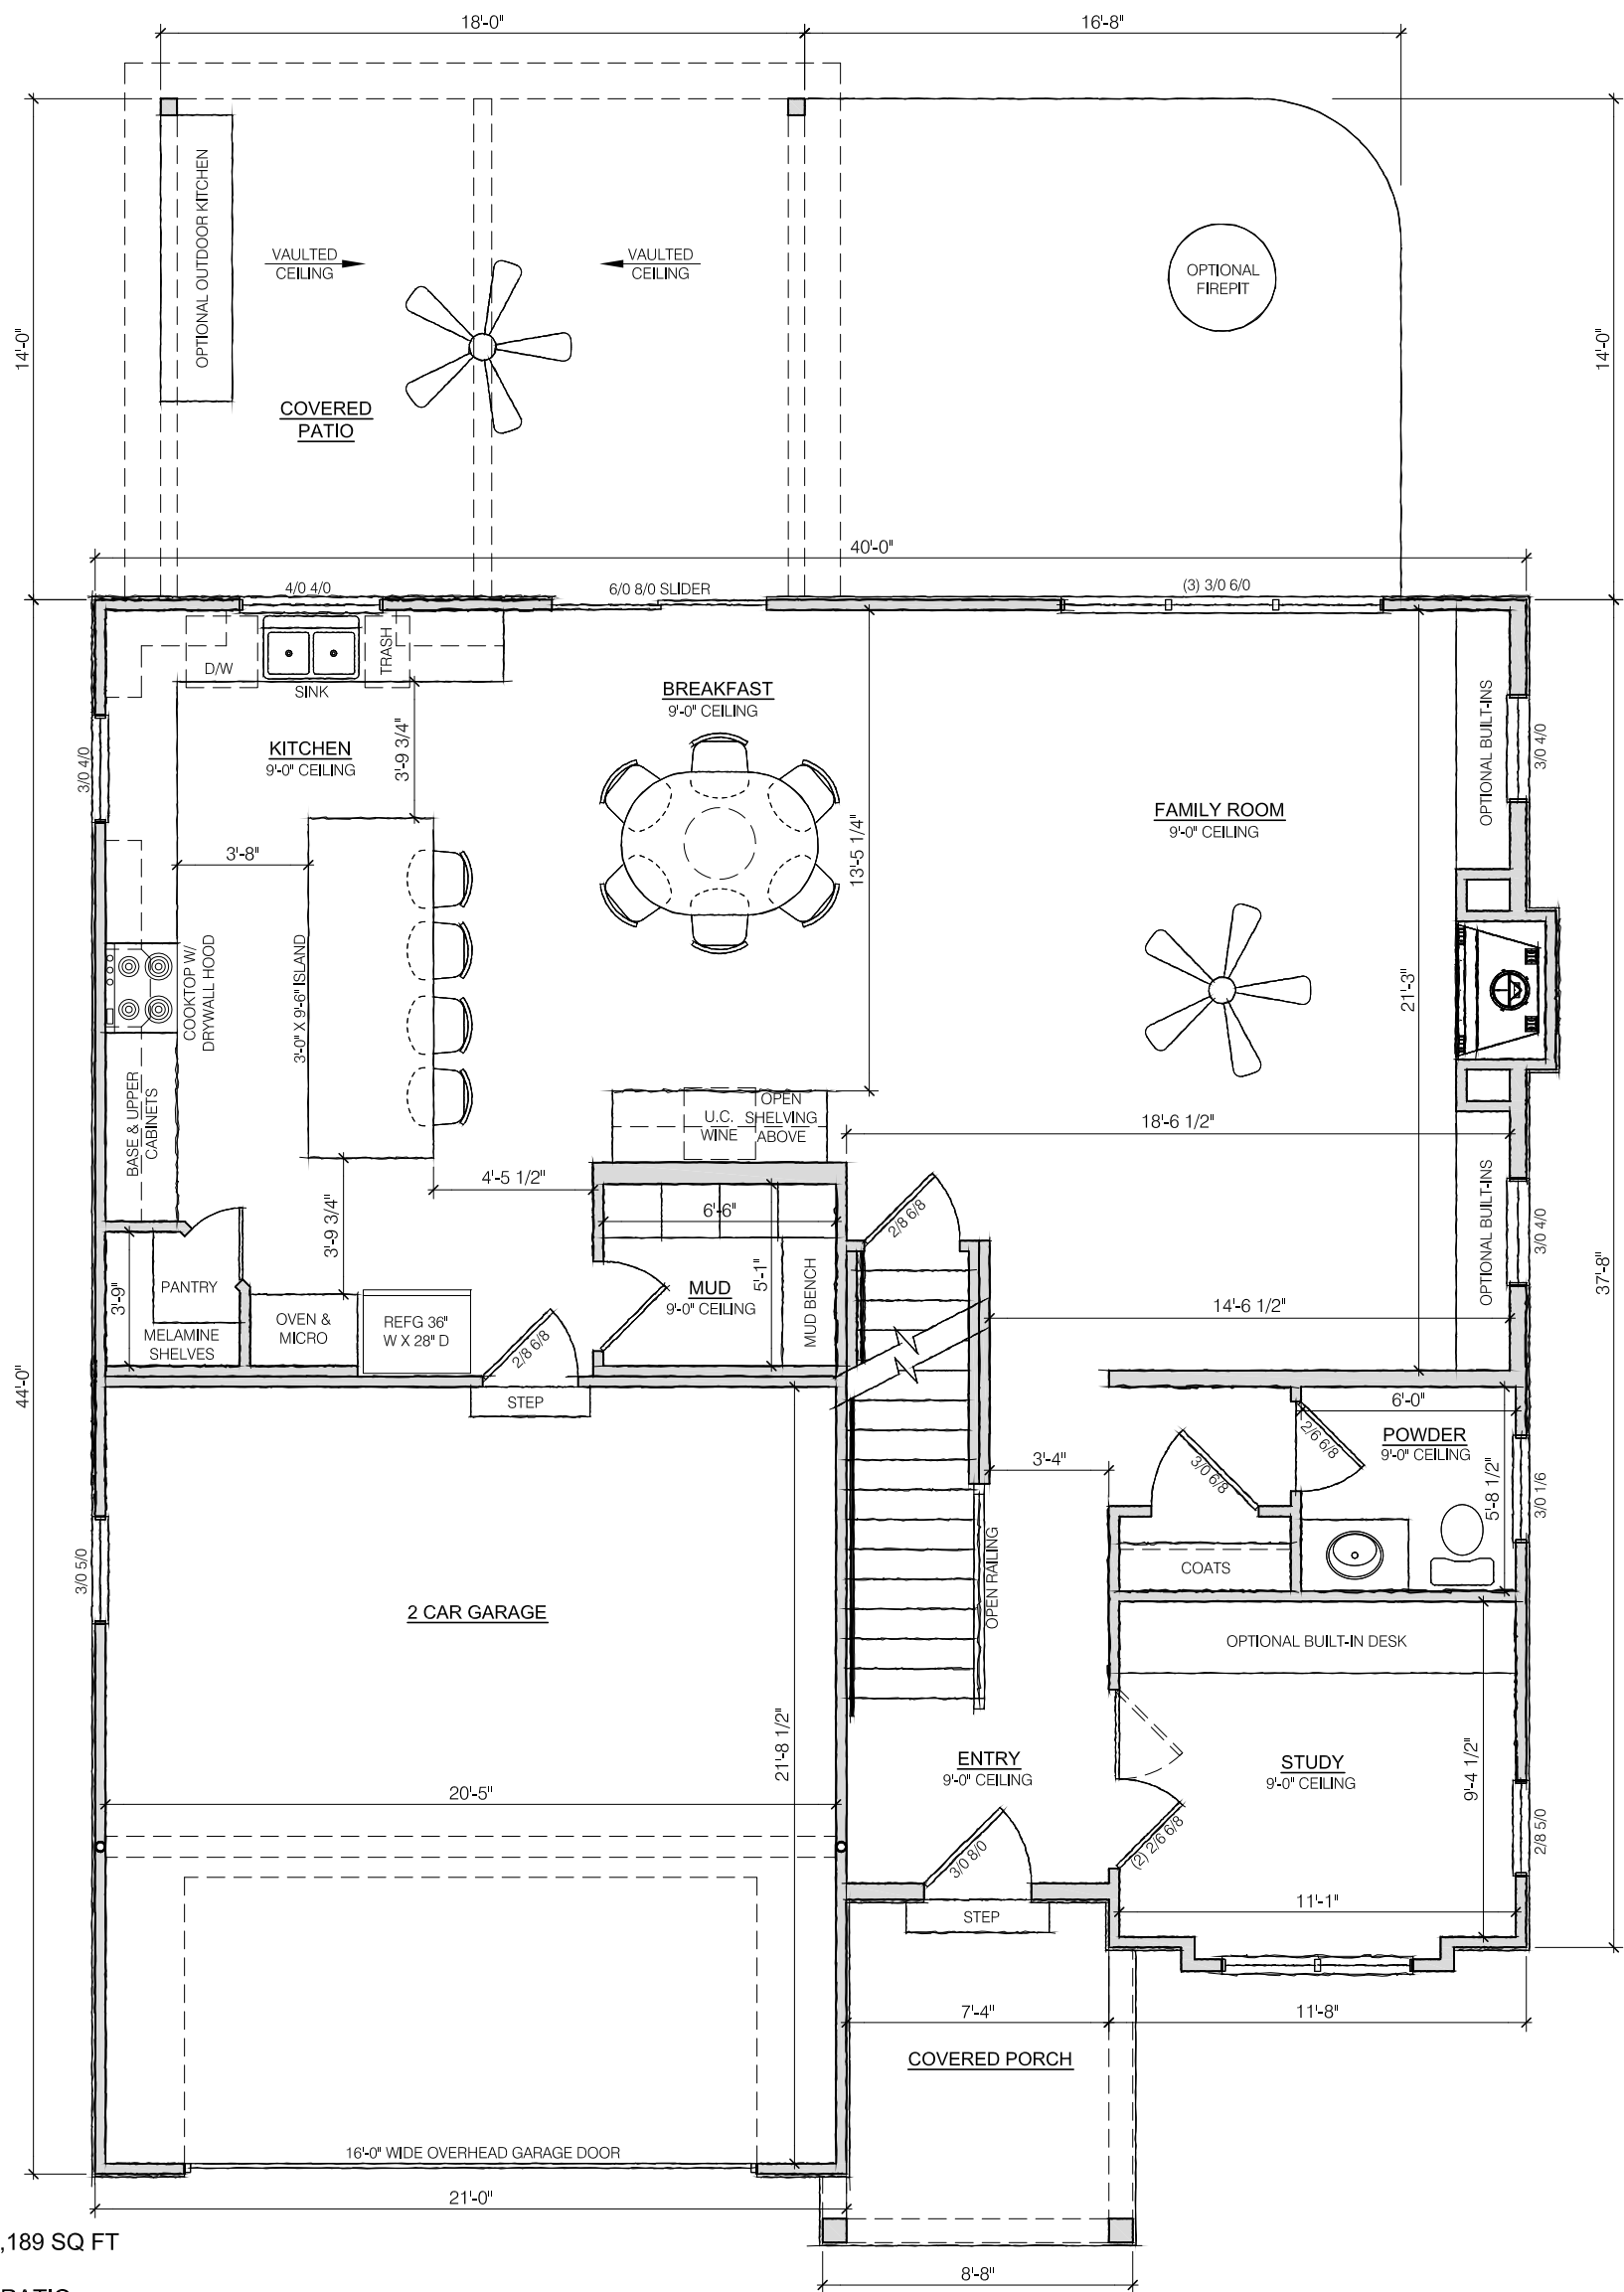 18'-0"
16'-8"
OPTIONAL OUTDOOR KITCHEN
VAULTED
CEILING
VAULTED
CEILING
OPTIONAL
FIREPIT
14'-0"
14'-0"
COVERED
PATIO
40'-0"
4/0 4/0
6/0 8/0 SLIDER
(3) 3/0 6/0
D/W
SINK
TRASH
BREAKFAST
9'-0" CEILING
KITCHEN
9'-0" CEILING
3'-9 3/4"
3/0 4/0
OPTIONAL BUILT-INS
3/0 4/0
FAMILY ROOM
9'-0" CEILING
13'-5 1/4"
3'-8"
COOKTOP W/
DRYWALL HOOD
3'-0" X 9'-6" ISLAND
21'-3"
BASE & UPPER
CABINETS
U.C.
WINE
OPEN
SHELVING
ABOVE
18'-6 1/2"
4'-5 1/2"
6'-6"
2/8 6/8
3'-9 3/4"
OPTIONAL BUILT-INS
3/0 4/0
37'-8"
3'-9"
PANTRY
MELAMINE
SHELVES
OVEN &
MICRO
REFG 36"
W X 28" D
2/8 6/8
MUD
9'-0" CEILING
5'-1"
MUD BENCH
14'-6 1/2"
44'-0"
STEP
6'-0"
POWDER
9'-0" CEILING
2/6 6/8
3'-4"
3/0 6/8
5'-8 1/2"
3/0 1/6
3/0 5/0
OPEN RAILING
COATS
2 CAR GARAGE
OPTIONAL BUILT-IN DESK
21'-8 1/2"
ENTRY
9'-0" CEILING
STUDY
9'-0" CEILING
9'-4 1/2"
20'-5"
3/0 8/0
(2) 2/6 6/8
2/8 5/0
11'-1"
STEP
7'-4"
11'-8"
COVERED PORCH
16'-0" WIDE OVERHEAD GARAGE DOOR
21'-0"
,189 SQ FT
8'-8"